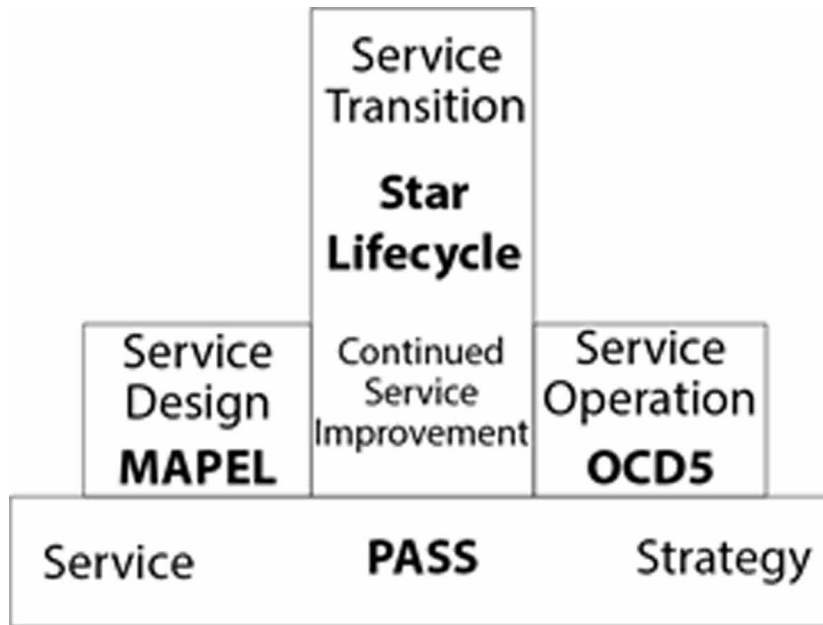 Service
Transition
Star
Lifecycle
Continued
Service
Improvement
Service
Design
MAPEL
Service
Operation
OCD5
Service PASS Strategy